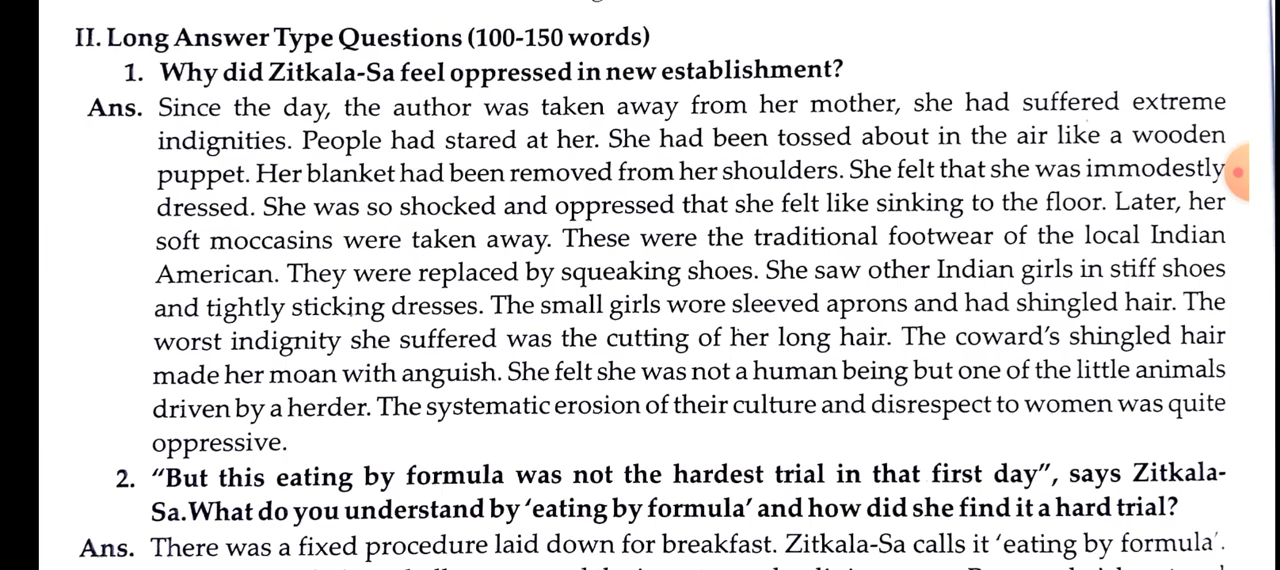 II. Long Answer Type Questions (100-150 words)
1. Why did Zitkala-Sa feel oppressed in new establishment?
Ans. Since the day, the author was taken away from her mother, she had suffered extreme
indignities. People had stared at her. She had been tossed about in the air like a wooden
puppet. Her blanket had been removed from her shoulders. She felt that she was immodestly
dressed. She was so shocked and oppressed that she felt like sinking to the floor. Later, her
soft moccasins were taken away. These were the traditional footwear of the local Indian
American. They were replaced by squeaking shoes. She saw other Indian girls in stiff shoes
and tightly sticking dresses. The small girls wore sleeved aprons and had shingled hair. The
worst indignity she suffered was the cutting of her long hair. The coward's shingled hair
made her moan with anguish. She felt she was not a human being but one of the little animals
driven by a herder. The systematic erosion of their culture and disrespect to women was quite
oppressive.
2. "But this eating by formula was not the hardest trial in that first day", says Zitkala-
Sa.What do you understand by 'eating by formula' and how did she find it a hard trial?
Ans. There was a fixed procedure laid down for breakfast. Zitkala-Sa calls it 'eating by formula'.